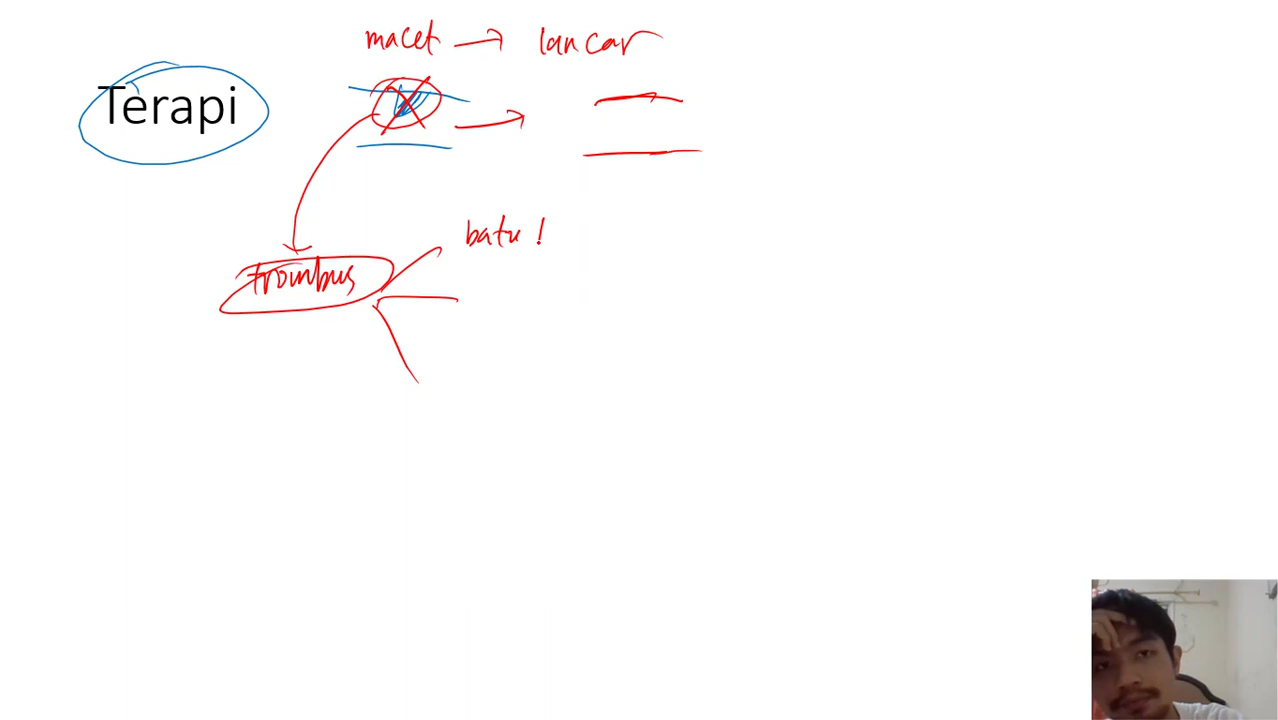 macet → lancar
Terapi
batu !
trombus